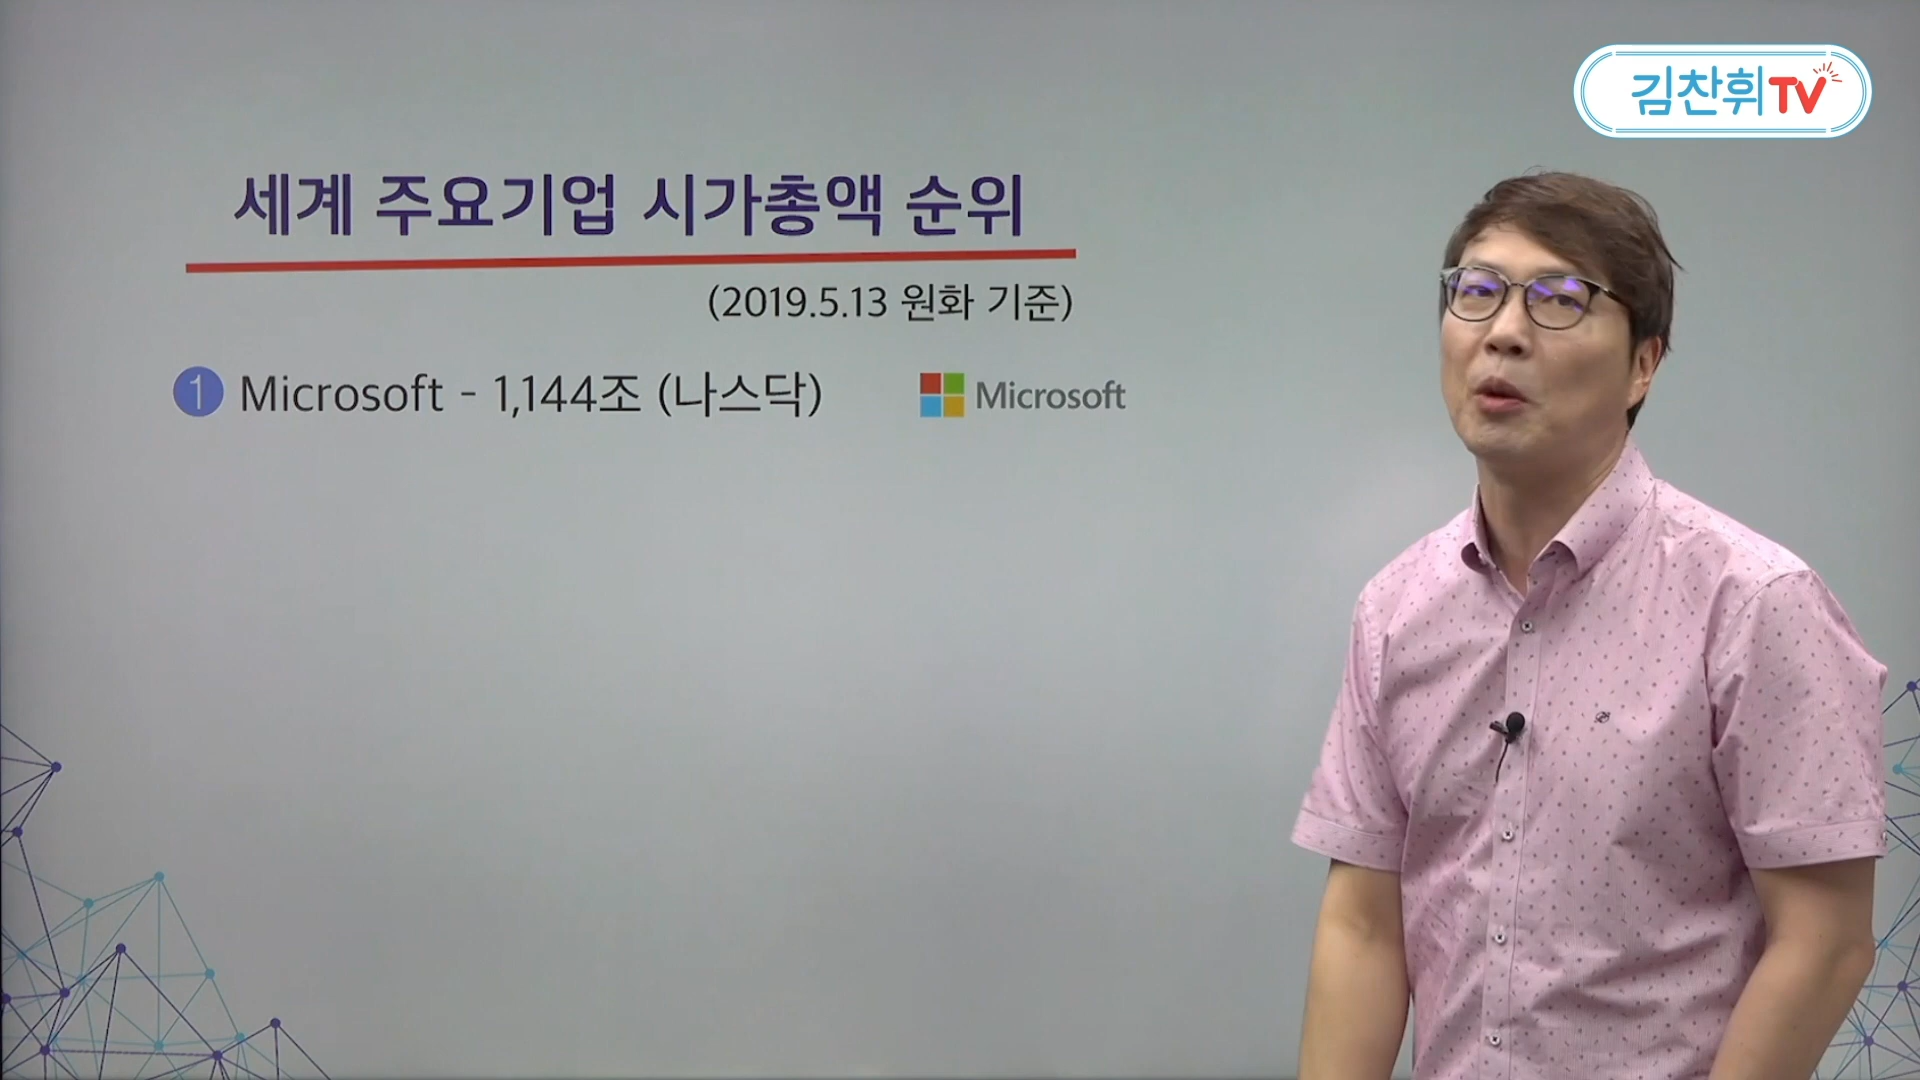 김찬휘TV
세계 주요기업 시가총액 순위
(2019.5.13 원화 기준)
1 Microsoft - 1,144조 (나스닥)
Microsoft